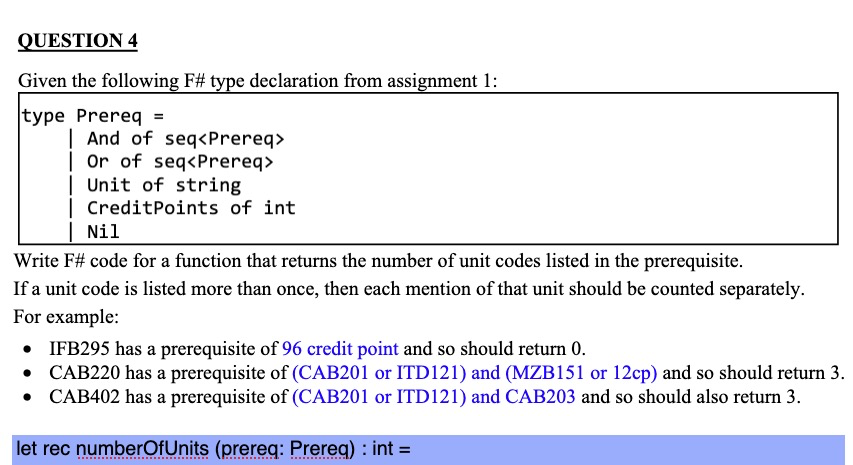 QUESTION 4
Given the following F# type declaration from assignment 1:
type Prereq =
| And of seq<Prereq>
| Or of seq<Prereq>
| Unit of string
| CreditPoints of int
| Nil
Write F# code for a function that returns the number of unit codes listed in the prerequisite.
If a unit code is listed more than once, then each mention of that unit should be counted separately.
For example:
• IFB295 has a prerequisite of 96 credit point and so should return 0.
• CAB220 has a prerequisite of (CAB201 or ITD121) and (MZB151 or 12cp) and so should return 3.
• CAB402 has a prerequisite of (CAB201 or ITD121) and CAB203 and so should also return 3.
let rec numberOfUnits (prereq: Prereq) : int =